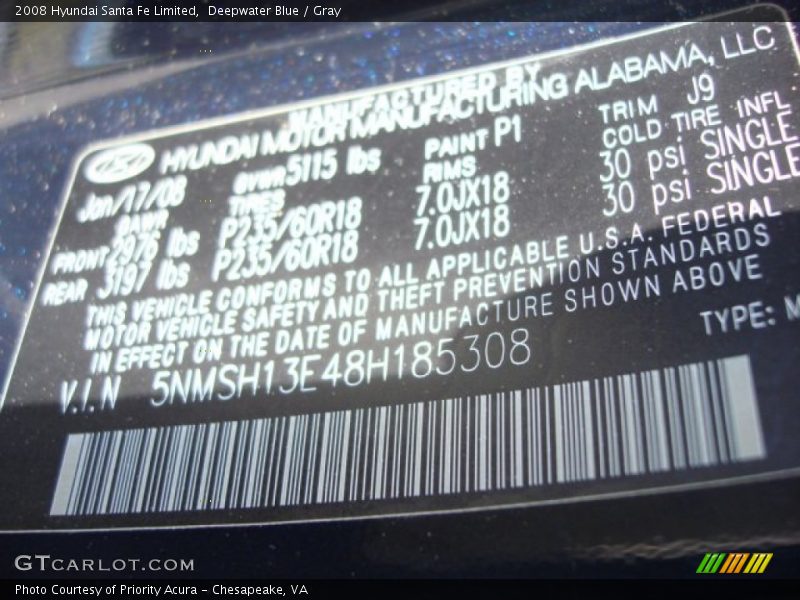 2008 Hyundai Santa Fe Limited, Deepwater Blue / Gray
MANUFACTURED BY
HYUNDAI MOTOR MANUFACTURING ALABAMA, LLC
Jan/17/08 GVWR 5115 lbs PAINT P1 TRIM J9
GAWR TIRES RIMS COLD TIRE INFL
FRONT 2976 lbs P235/60R18 7.0JX18 30 psi SINGLE
REAR 3197 lbs P235/60R18 7.0JX18 30 psi SINGLE
THIS VEHICLE CONFORMS TO ALL APPLICABLE U.S.A. FEDERAL
MOTOR VEHICLE SAFETY AND THEFT PREVENTION STANDARDS
IN EFFECT ON THE DATE OF MANUFACTURE SHOWN ABOVE
V.I.N 5NMSH13E48H185308 TYPE: M
GTCARLOT.COM
Photo Courtesy of Priority Acura - Chesapeake, VA